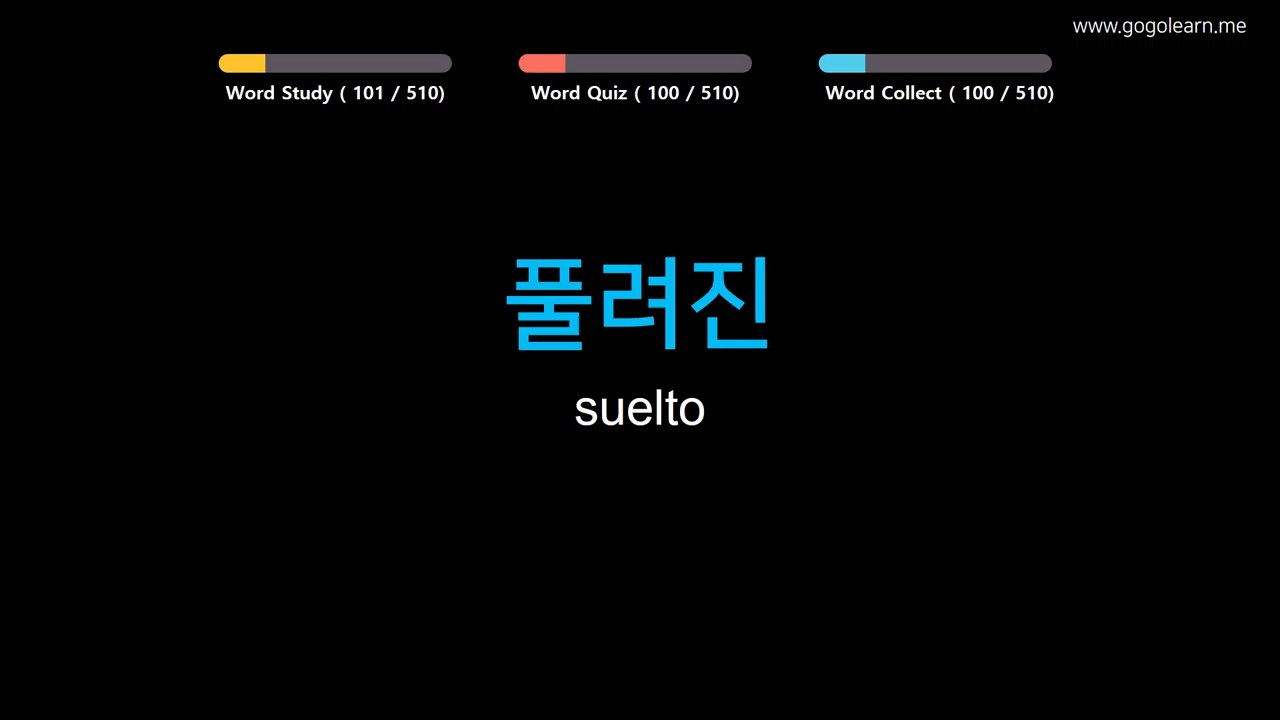 www.gogolearn.me
Word Study ( 101 / 510)
Word Quiz ( 100 / 510)
Word Collect ( 100 / 510)
풀려진
suelto